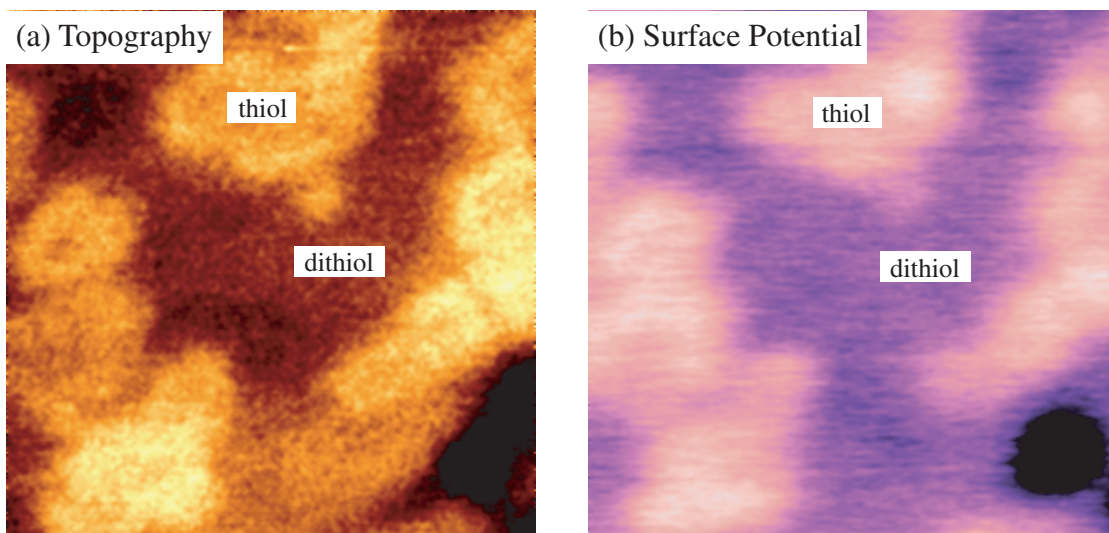 (a) Topography
thiol
dithiol
(b) Surface Potential
thiol
dithiol